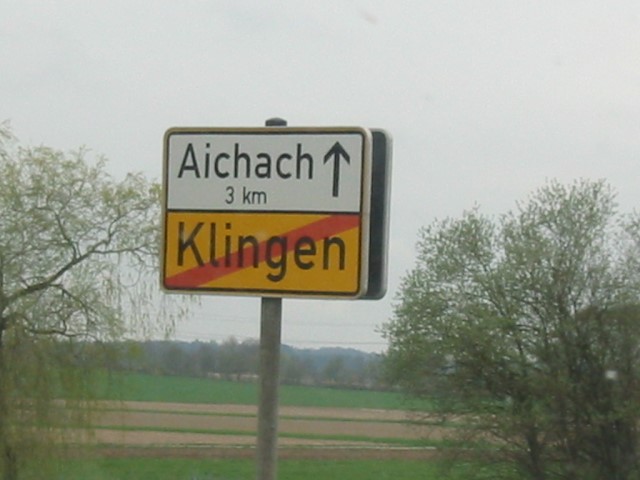 Aichach ↑
3 km
Klingen